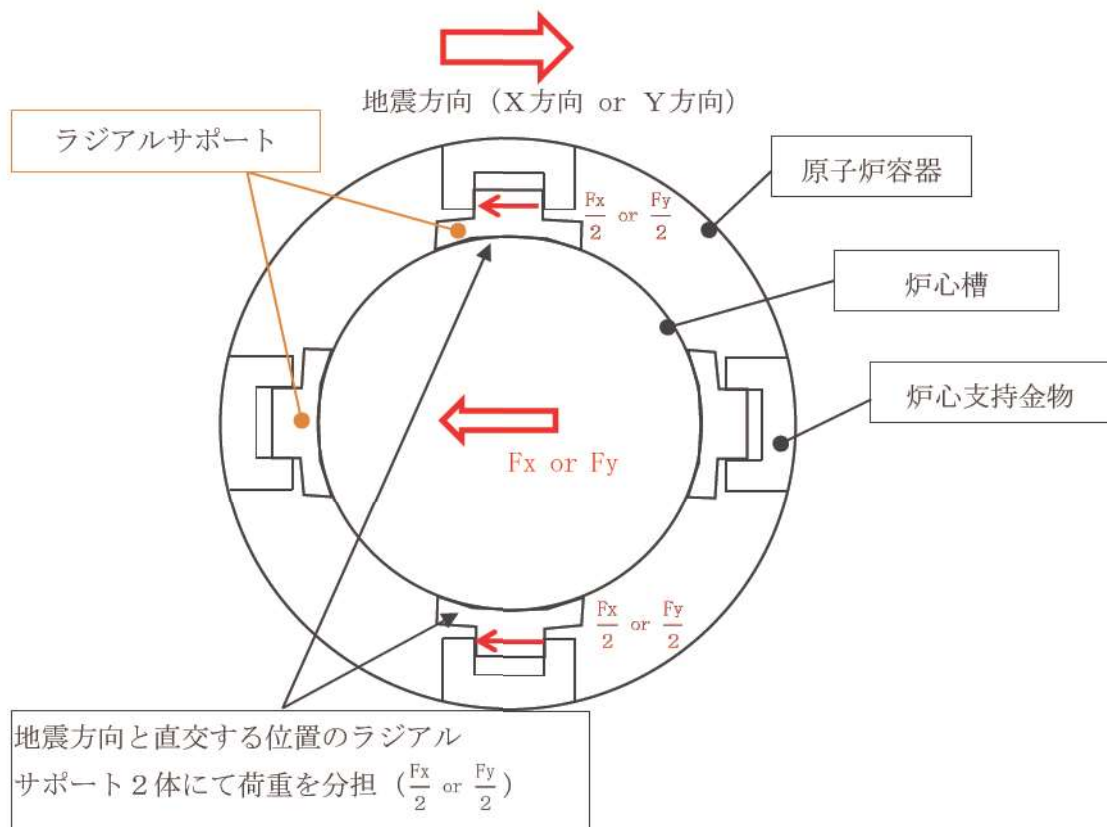 地震方向（X方向 or Y方向）
ラジアルサポート
原子炉容器
Fx/2 or Fy/2
炉心槽
炉心支持金物
Fx or Fy
Fx/2 or Fy/2
地震方向と直交する位置のラジアル
サポート２体にて荷重を分担（Fx/2 or Fy/2）